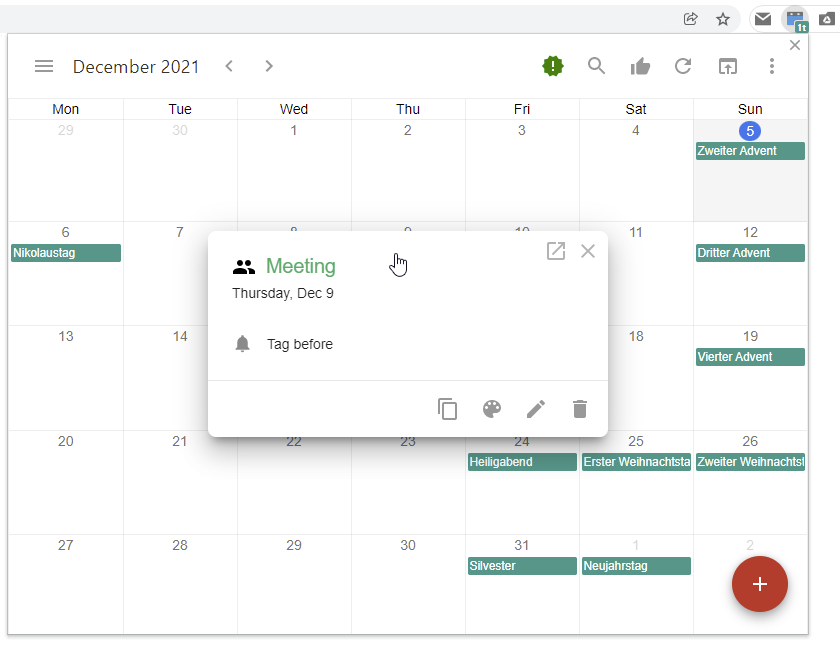 1t
December 2021
Mon Tue Wed Thu Fri Sat Sun
29 30 1 2 3 4 5
Zweiter Advent
6 7 8 9 10 11 12
Nikolaustag Dritter Advent
Meeting
Thursday, Dec 9
Tag before
13 14 18 19
Vierter Advent
20 21 22 23 24 25 26
Heiligabend Erster Weihnachtsta Zweiter Weihnachtst
27 28 29 30 31 1 2
Silvester Neujahrstag